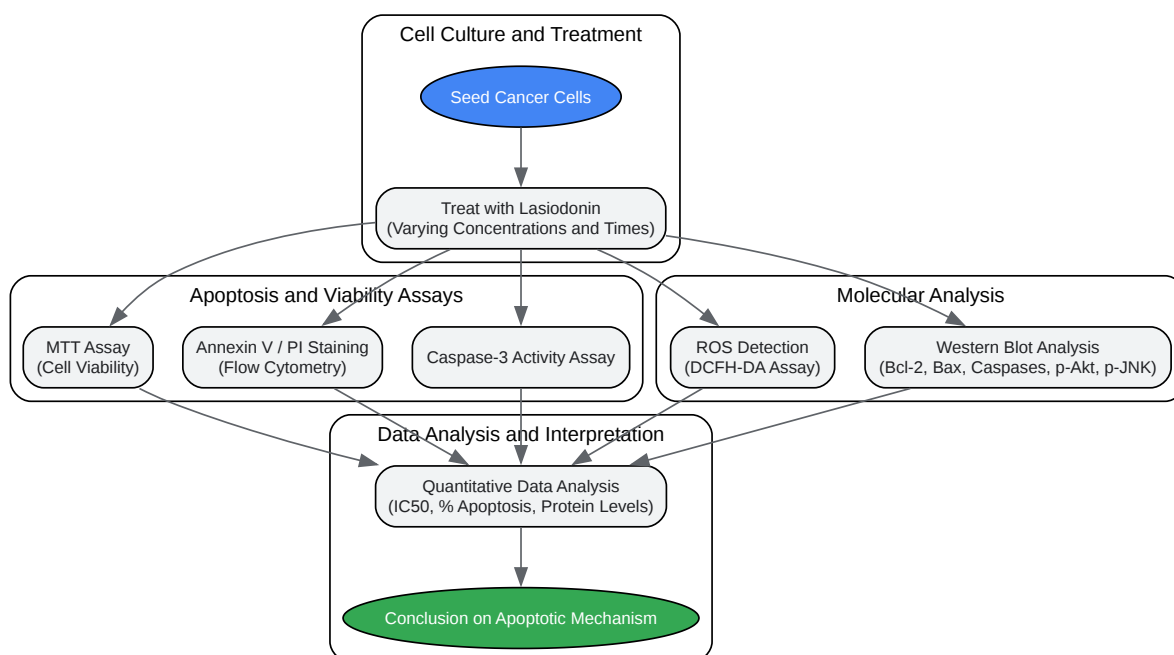 Cell Culture and Treatment
Seed Cancer Cells
Treat with Lasiodonin
(Varying Concentrations and Times)
Apoptosis and Viability Assays
Molecular Analysis
MTT Assay
(Cell Viability)
Annexin V / PI Staining
(Flow Cytometry)
Caspase-3 Activity Assay
ROS Detection
(DCFH-DA Assay)
Western Blot Analysis
(Bcl-2, Bax, Caspases, p-Akt, p-JNK)
Data Analysis and Interpretation
Quantitative Data Analysis
(IC50, % Apoptosis, Protein Levels)
Conclusion on Apoptotic Mechanism